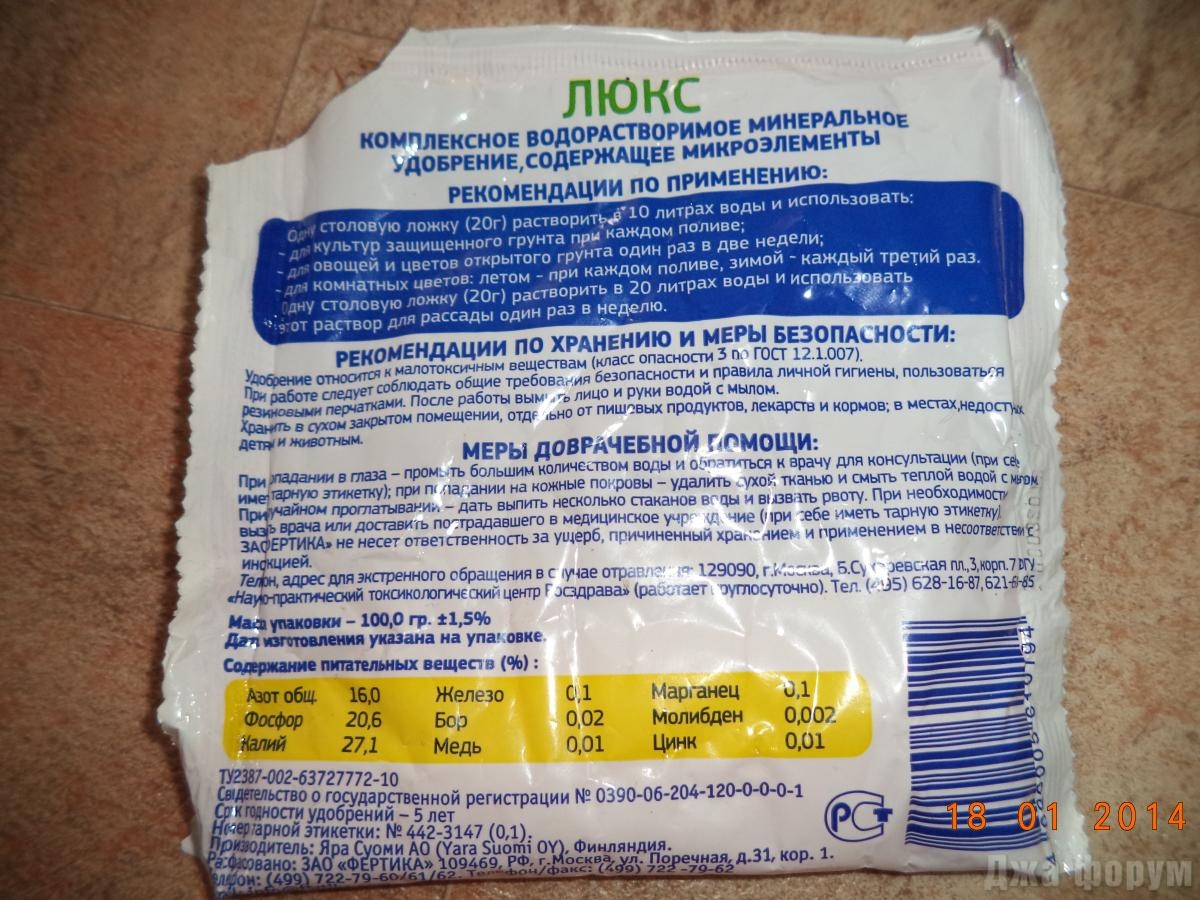 ЛЮКС
КОМПЛЕКСНОЕ ВОДОРАСТВОРИМОЕ МИНЕРАЛЬНОЕ
УДОБРЕНИЕ, СОДЕРЖАЩЕЕ МИКРОЭЛЕМЕНТЫ
РЕКОМЕНДАЦИИ ПО ПРИМЕНЕНИЮ:
Одну столовую ложку (20г) растворить в 10 литрах воды и использовать:
- для культур защищенного грунта при каждом поливе;
- для овощей и цветов открытого грунта один раз в две недели;
- для комнатных цветов: летом - при каждом поливе, зимой - каждый третий раз.
Одну столовую ложку (20г) растворить в 20 литрах воды и использовать
этот раствор для рассады один раз в неделю.
РЕКОМЕНДАЦИИ ПО ХРАНЕНИЮ И МЕРЫ БЕЗОПАСНОСТИ:
Удобрение относится к малотоксичным веществам (класс опасности 3 по ГОСТ 12.1.007).
При работе следует соблюдать общие требования безопасности и правила личной гигиены, пользоваться
резиновыми перчатками. После работы вымыть лицо и руки водой с мылом.
Хранить в сухом закрытом помещении, отдельно от пищевых продуктов, лекарств и кормов; в местах, недоступных
детям и животным.
МЕРЫ ДОВРАЧЕБНОЙ ПОМОЩИ:
При попадании в глаза – промыть большим количеством воды и обратиться к врачу для консультации (при себе
иметь тарную этикетку); при попадании на кожные покровы – удалить сухой тканью и смыть теплой водой с мылом
При случайном проглатывании – дать выпить несколько стаканов воды и вызвать рвоту. При необходимости
вызвать врача или доставить пострадавшего в медицинское учреждение (при себе иметь тарную этикетку).
ЗАО «ФЕРТИКА» не несет ответственность за ущерб, причиненный хранением и применением в несоответствии с
инструкцией.
Телефон, адрес для экстренного обращения в случае отравления: 129090, г.Москва, Б.Сухаревская пл.,3,корп.7 ФГУ
«Научно-практический токсикологический центр Росздрава» (работает круглосуточно). Тел. (495) 628-16-87,
Масса упаковки – 100,0 гр. ±1,5%
Дата изготовления указана на упаковке.
Содержание питательных веществ (%) :
Азот общ. 16,0 Железо 0,1 Марганец 0,1
Фосфор 20,6 Бор 0,02 Молибден 0,002
Калий 27,1 Медь 0,01 Цинк 0,01
ТУ2387-002-63727772-10
Свидетельство о государственной регистрации № 0390-06-204-120-0-0-0-1
Срок годности удобрений – 5 лет
Номер тарной этикетки: № 442-3147 (0,1).
Производитель: Яра Суоми АО (Yara Suomi OY), Финляндия.
Расфасовано: ЗАО «ФЕРТИКА» 109469, РФ, г.Москва, ул. Поречная, д.31, кор. 1.
Телефон: (499) 722-79-60/61/62. Телефон/факс: (499) 722 -79-62
РСТ
18 01 2014
Джа форум